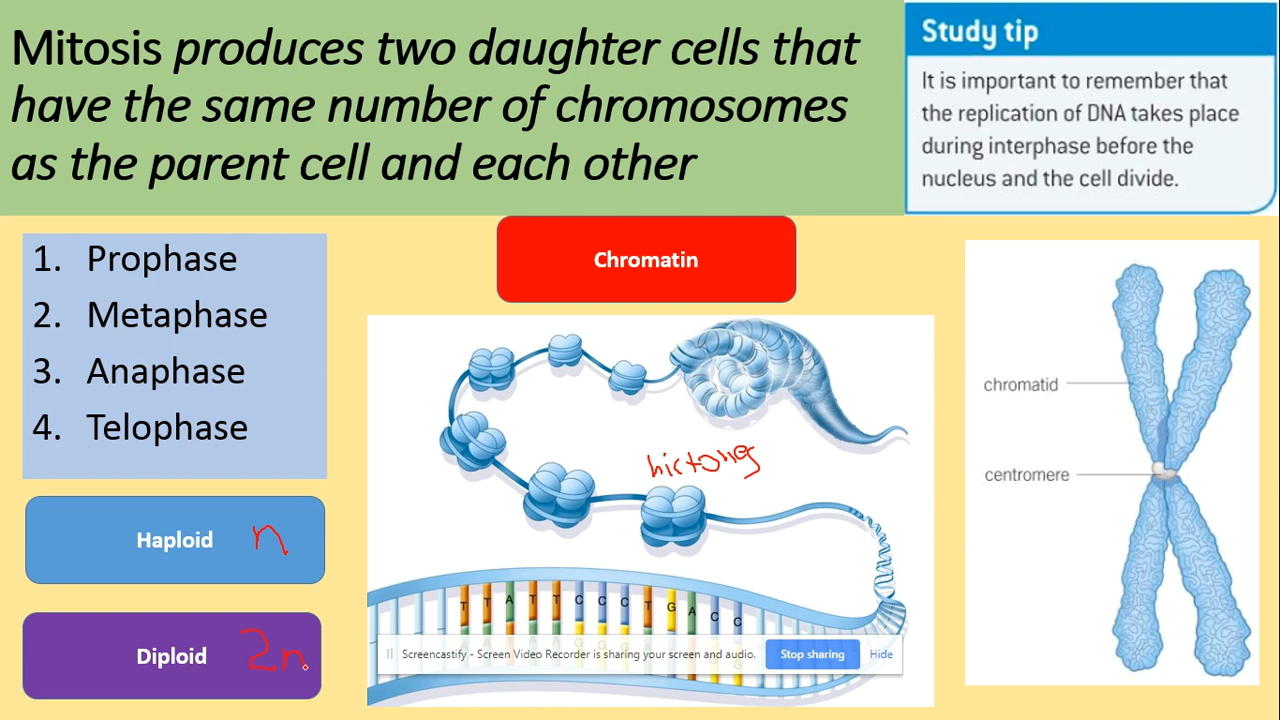 Mitosis produces two daughter cells that
have the same number of chromosomes
as the parent cell and each other
Study tip
It is important to remember that
the replication of DNA takes place
during interphase before the
nucleus and the cell divide.
1. Prophase
2. Metaphase
3. Anaphase
4. Telophase
Haploid n
Diploid 2n
Chromatin
histones
T T A T T C C C T G A C C
A A G G G G G
Screencastify - Screen Video Recorder is sharing your screen and audio. Stop sharing Hide
chromatid
centromere